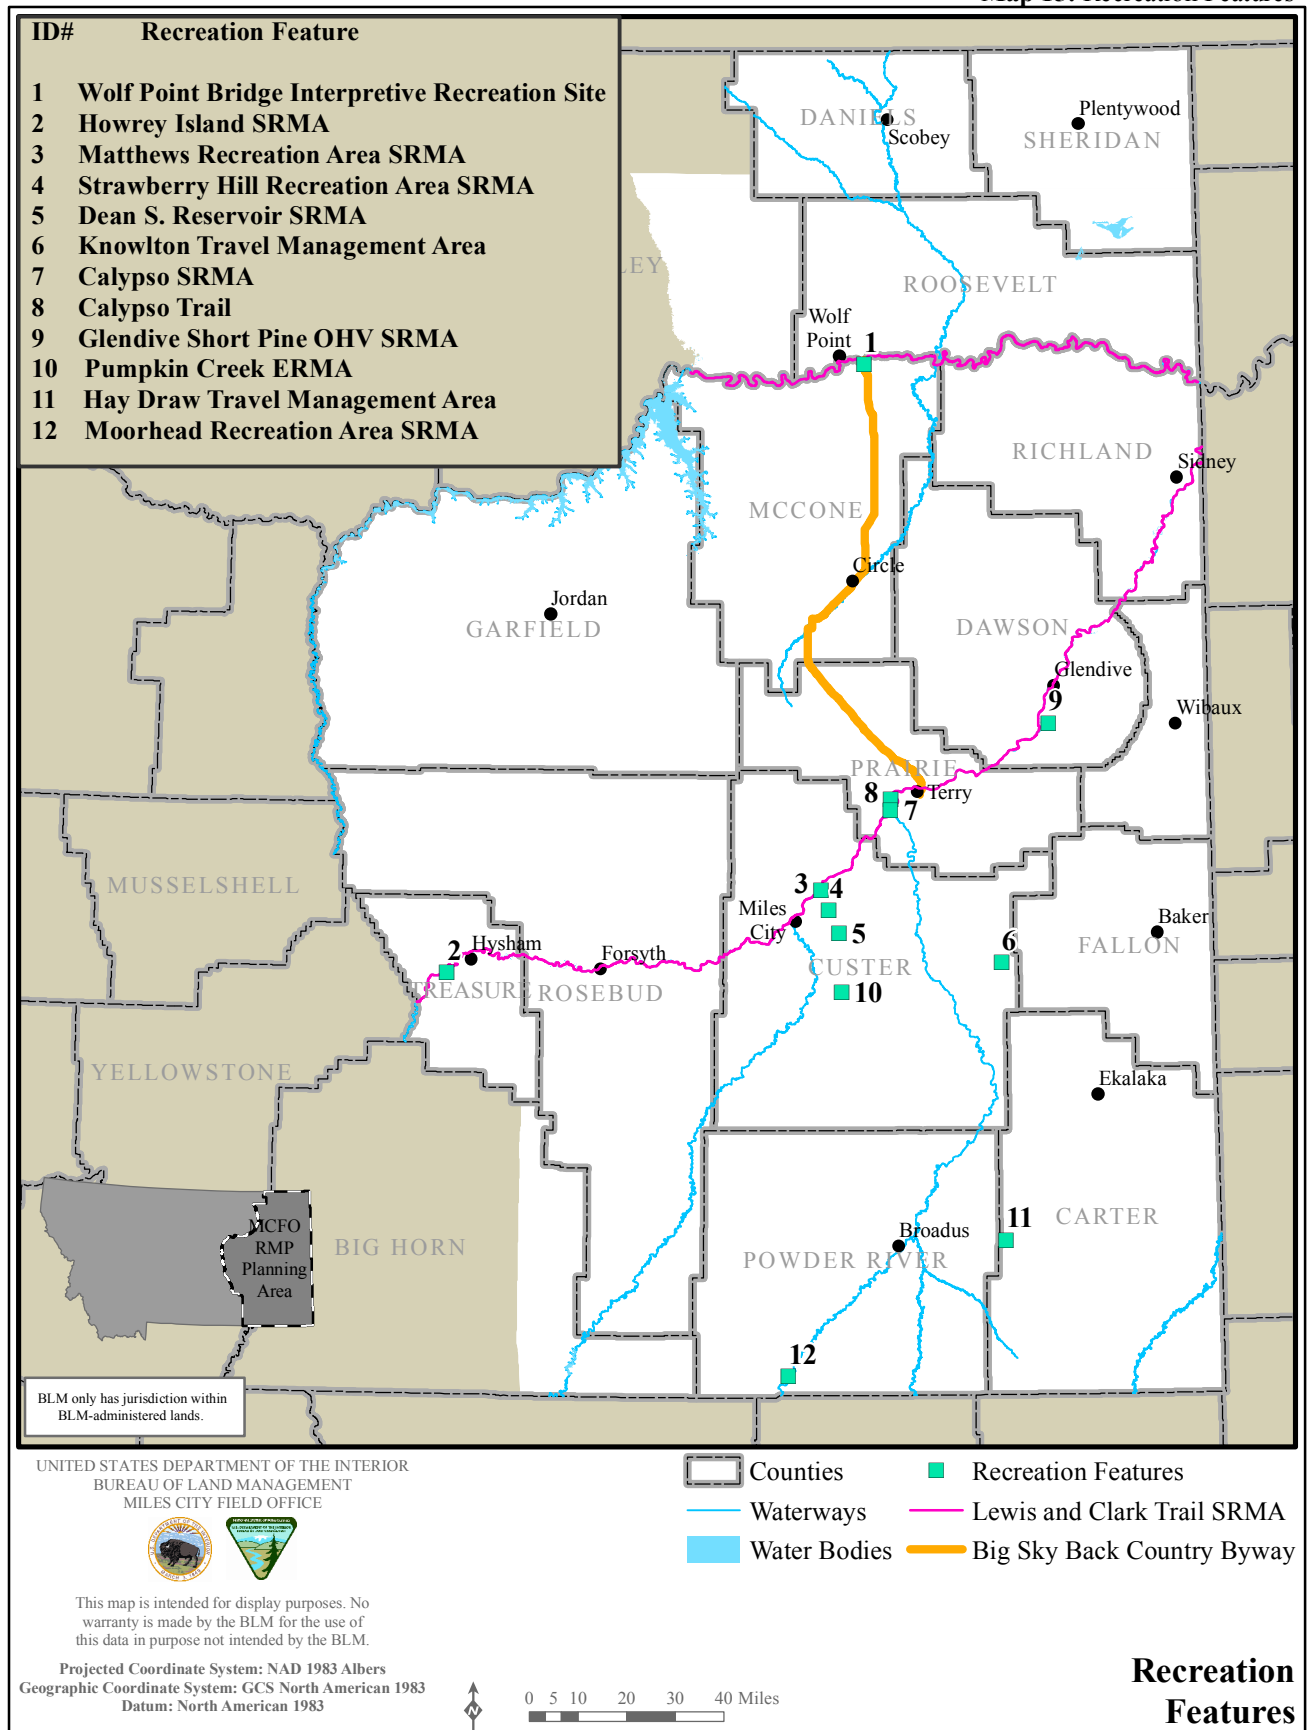 Map 13: Recreation Features
ID# Recreation Feature
1 Wolf Point Bridge Interpretive Recreation Site
2 Howrey Island SRMA
3 Matthews Recreation Area SRMA
4 Strawberry Hill Recreation Area SRMA
5 Dean S. Reservoir SRMA
6 Knowlton Travel Management Area
7 Calypso SRMA
8 Calypso Trail
9 Glendive Short Pine OHV SRMA
10 Pumpkin Creek ERMA
11 Hay Draw Travel Management Area
12 Moorhead Recreation Area SRMA
DANIELS
Scobey
Plentywood
SHERIDAN
LEY
ROOSEVELT
Wolf
Point
1
RICHLAND
Sidney
MCCONE
Circle
Jordan
GARFIELD
DAWSON
Glendive
9
Wibaux
PRAIRIE
8
7
Terry
MUSSELSHELL
3
4
Miles
City
5
Baker
FALLON
6
2
Hysham
Forsyth
CUSTER
TREASURE
ROSEBUD
10
YELLOWSTONE
Ekalaka
MCFO
RMP
Planning
Area
BIG HORN
Broadus
POWDER RIVER
11
CARTER
12
BLM only has jurisdiction within
BLM-administered lands.
UNITED STATES DEPARTMENT OF THE INTERIOR
BUREAU OF LAND MANAGEMENT
MILES CITY FIELD OFFICE
This map is intended for display purposes. No
warranty is made by the BLM for the use of
this data in purpose not intended by the BLM.
Projected Coordinate System: NAD 1983 Albers
Geographic Coordinate System: GCS North American 1983
Datum: North American 1983
N
0 5 10 20 30 40 Miles
Counties
Waterways
Water Bodies
Recreation Features
Lewis and Clark Trail SRMA
Big Sky Back Country Byway
Recreation
Features